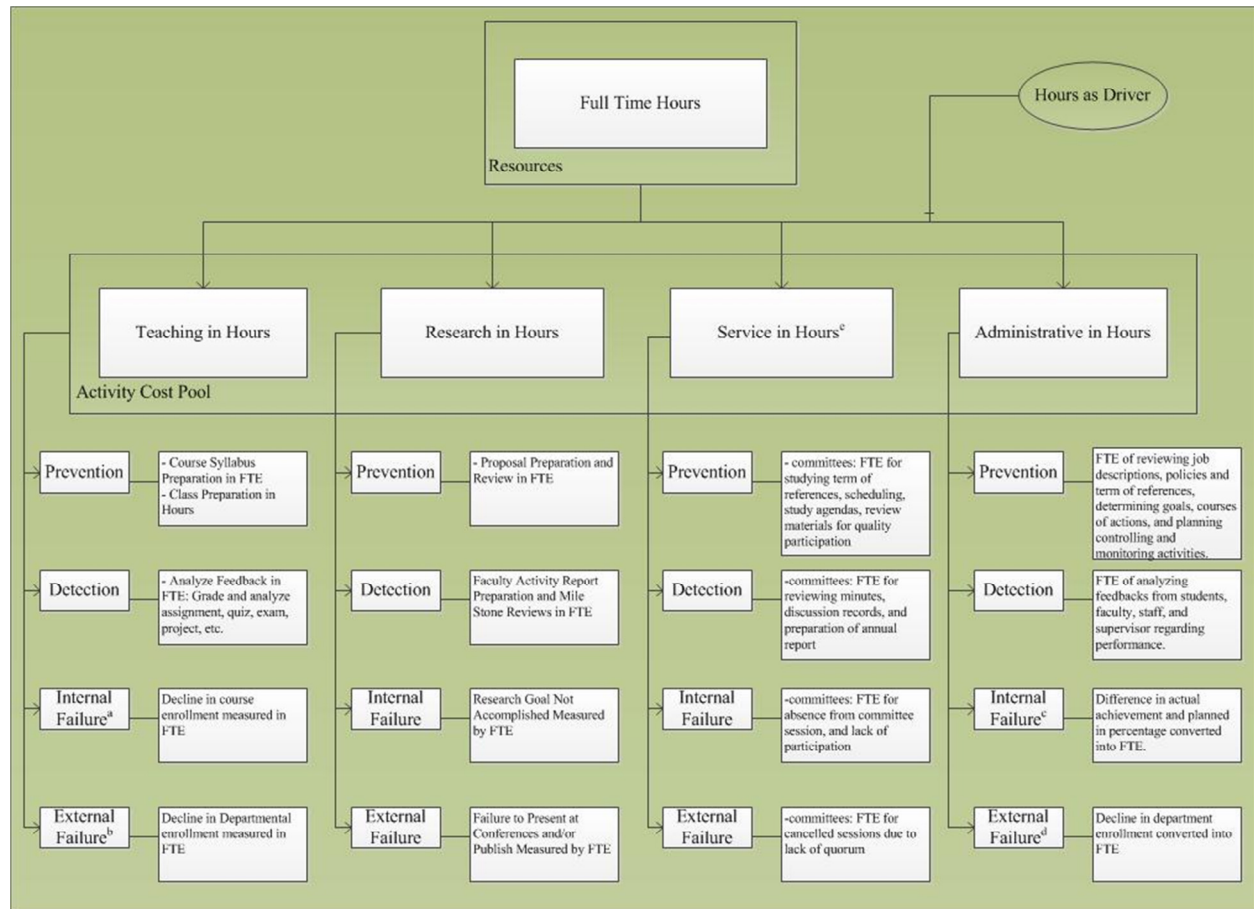 Full Time Hours
Resources
Hours as Driver
Teaching in Hours
Research in Hours
Service in Hoursᵉ
Administrative in Hours
Activity Cost Pool
Prevention
- Course Syllabus
Preparation in FTE
- Class Preparation in
Hours
Prevention
- Proposal Preparation and
Review in FTE
Prevention
- committees: FTE for
studying term of
references, scheduling,
study agendas, review
materials for quality
participation
Prevention
FTE of reviewing job
descriptions, policies and
term of references,
determining goals, courses
of actions, and planning
controlling and
monitoring activities.
Detection
- Analyze Feedback in
FTE: Grade and analyze
assignment, quiz, exam,
project, etc.
Detection
Faculty Activity Report
Preparation and Mile
Stone Reviews in FTE
Detection
-committees: FTE for
reviewing minutes,
discussion records, and
preparation of annual
report
Detection
FTE of analyzing
feedbacks from students,
faculty, staff, and
supervisor regarding
performance.
Internal
Failureᵃ
Decline in course
enrollment measured in
FTE
Internal
Failure
Research Goal Not
Accomplished Measured
by FTE
Internal
Failure
-committees: FTE for
absence from committee
session, and lack of
participation
Internal
Failureᶜ
Difference in actual
achievement and planned
in percentage converted
into FTE.
External
Failureᵇ
Decline in Departmental
enrollment measured in
FTE
External
Failure
Failure to Present at
Conferences and/or
Publish Measured by FTE
External
Failure
-committees: FTE for
cancelled sessions due to
lack of quorum
External
Failureᵈ
Decline in department
enrollment converted into
FTE